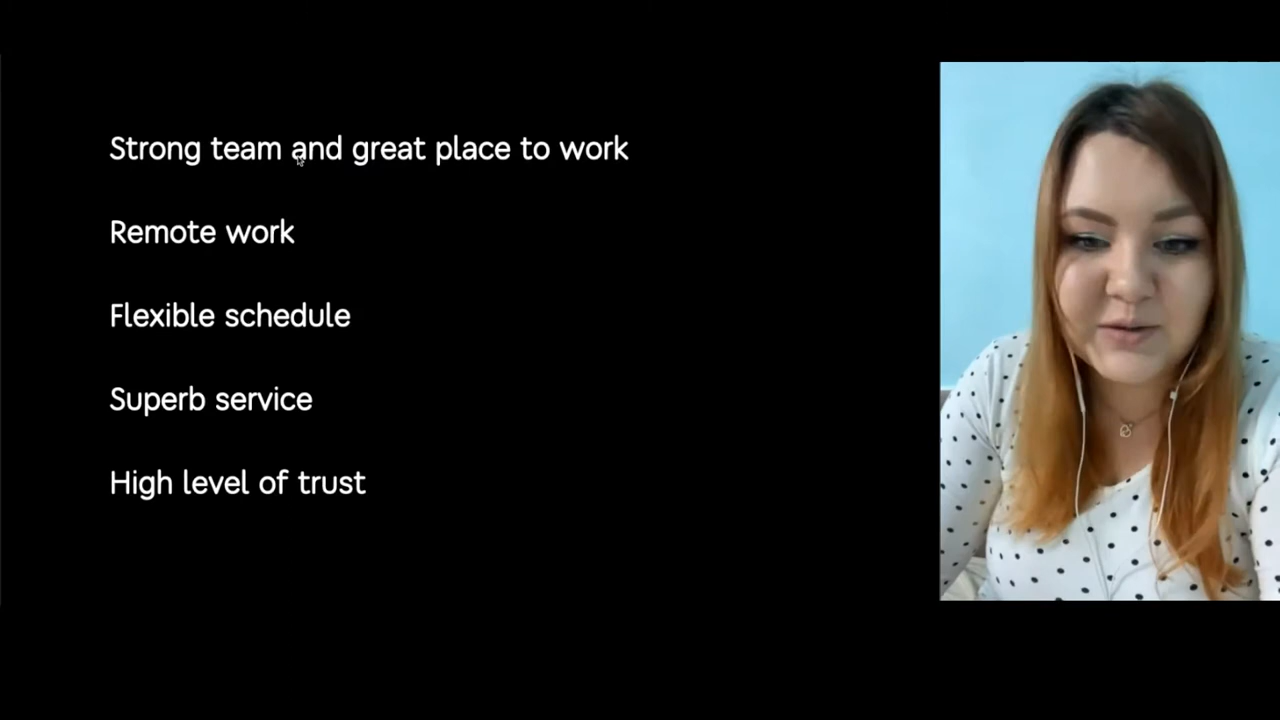 Strong team and great place to work
Remote work
Flexible schedule
Superb service
High level of trust